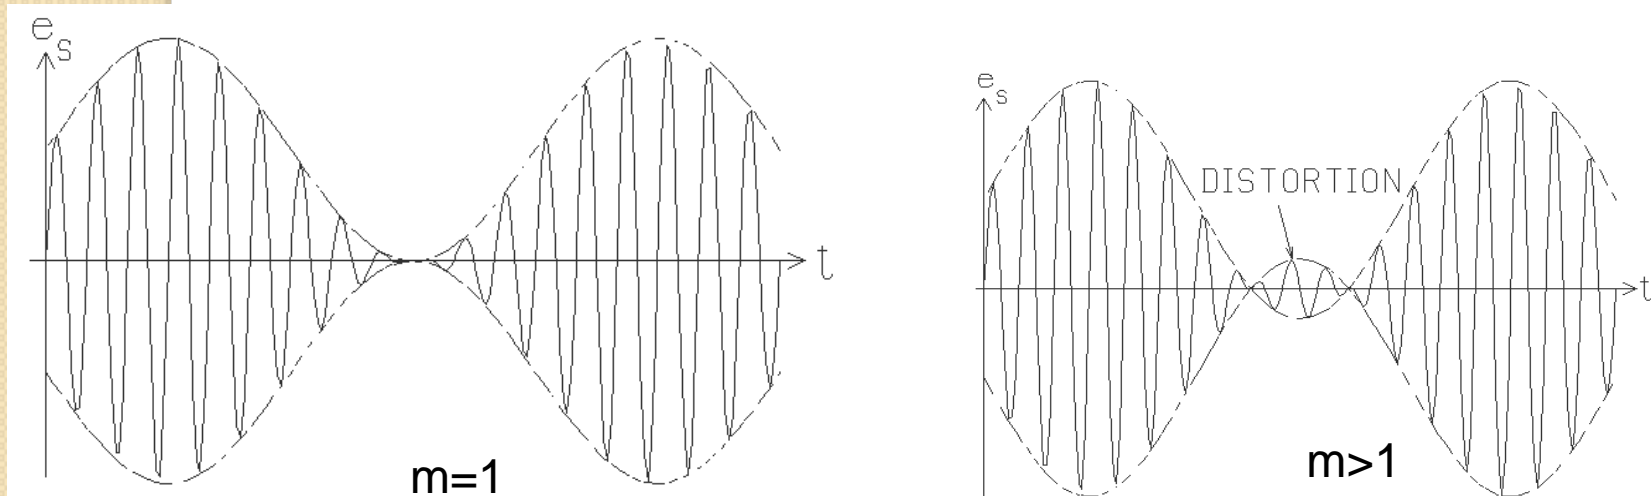 e_s
t
m=1
e_s
DISTORTION
t
m>1